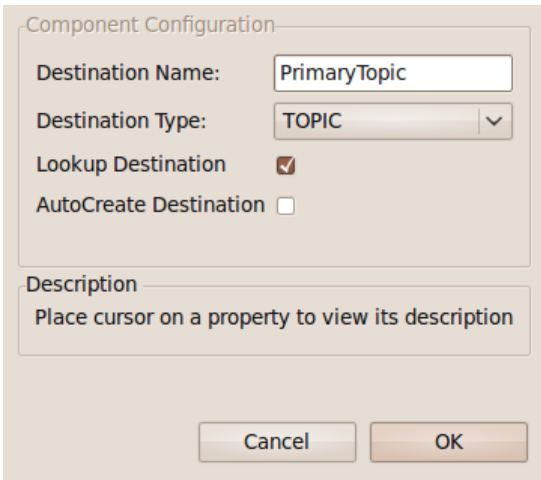 Component Configuration
Destination Name: PrimaryTopic
Destination Type: TOPIC
Lookup Destination
AutoCreate Destination
Description
Place cursor on a property to view its description
Cancel OK